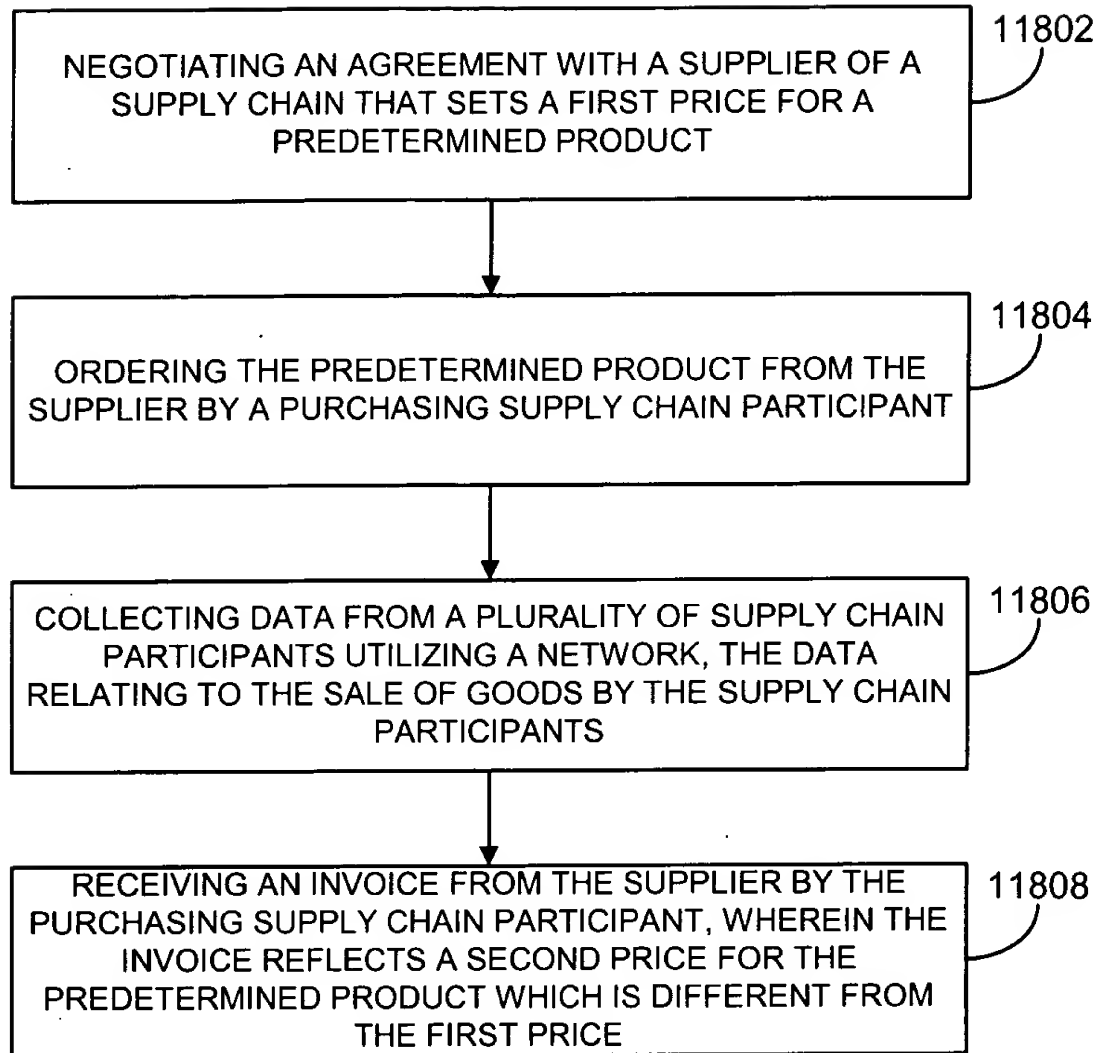 11802
NEGOTIATING AN AGREEMENT WITH A SUPPLIER OF A
SUPPLY CHAIN THAT SETS A FIRST PRICE FOR A
PREDETERMINED PRODUCT
11804
ORDERING THE PREDETERMINED PRODUCT FROM THE
SUPPLIER BY A PURCHASING SUPPLY CHAIN PARTICIPANT
11806
COLLECTING DATA FROM A PLURALITY OF SUPPLY CHAIN
PARTICIPANTS UTILIZING A NETWORK, THE DATA
RELATING TO THE SALE OF GOODS BY THE SUPPLY CHAIN
PARTICIPANTS
11808
RECEIVING AN INVOICE FROM THE SUPPLIER BY THE
PURCHASING SUPPLY CHAIN PARTICIPANT, WHEREIN THE
INVOICE REFLECTS A SECOND PRICE FOR THE
PREDETERMINED PRODUCT WHICH IS DIFFERENT FROM
THE FIRST PRICE